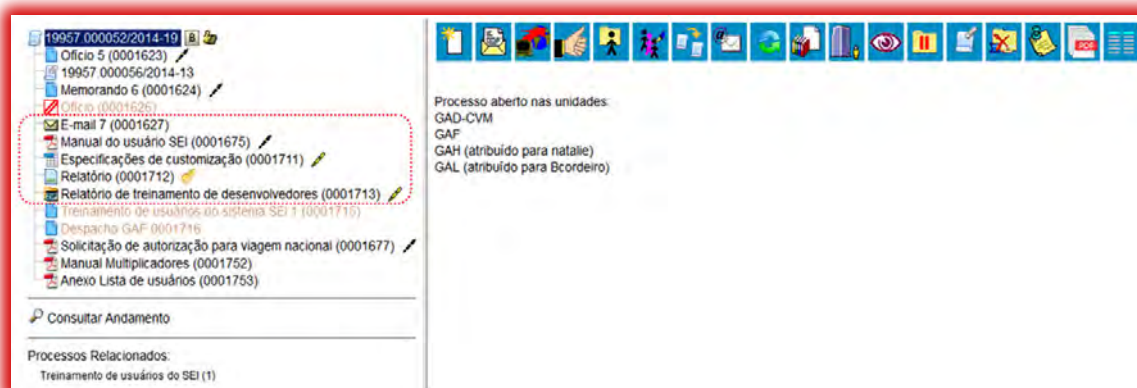 19957.000052/2014-19
Ofício 5 (0001623)
19957.000056/2014-13
Memorando 6 (0001624)
Ofício (0001626)
E-mail 7 (0001627)
Manual do usuário SEI (0001675)
Especificações de customização (0001711)
Relatório (0001712)
Relatório de treinamento de desenvolvedores (0001713)
Treinamento de usuários do sistema SEI 1 (0001715)
Despacho GAF 0001716
Solicitação de autorização para viagem nacional (0001677)
Manual Multiplicadores (0001752)
Anexo Lista de usuários (0001753)
Consultar Andamento
Processos Relacionados:
Treinamento de usuários do SEI (1)
PDF
Processo aberto nas unidades:
GAD-CVM
GAF
GAH (atribuído para natalie)
GAL (atribuído para Bcordeiro)